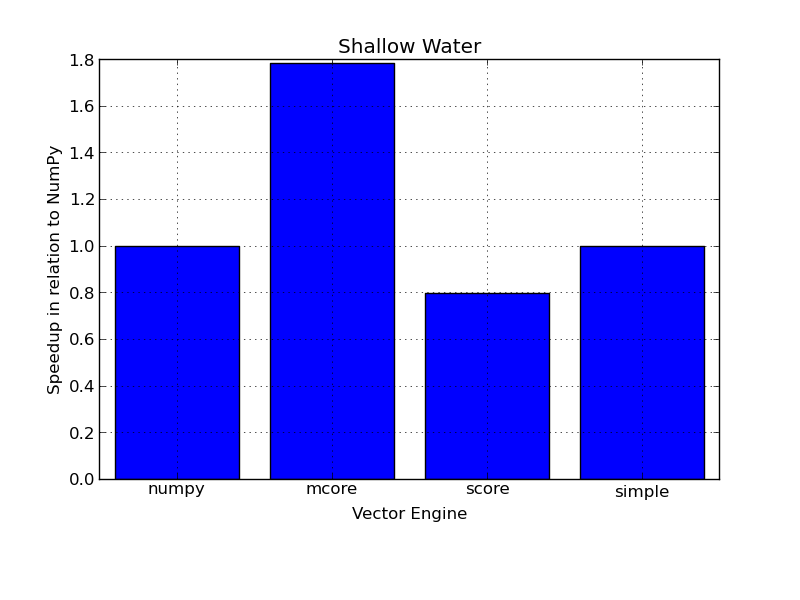 Shallow Water
1.8
1.6
1.4
1.2
1.0
0.8
0.6
0.4
0.2
0.0
Speedup in relation to NumPy
numpy mcore score simple
Vector Engine